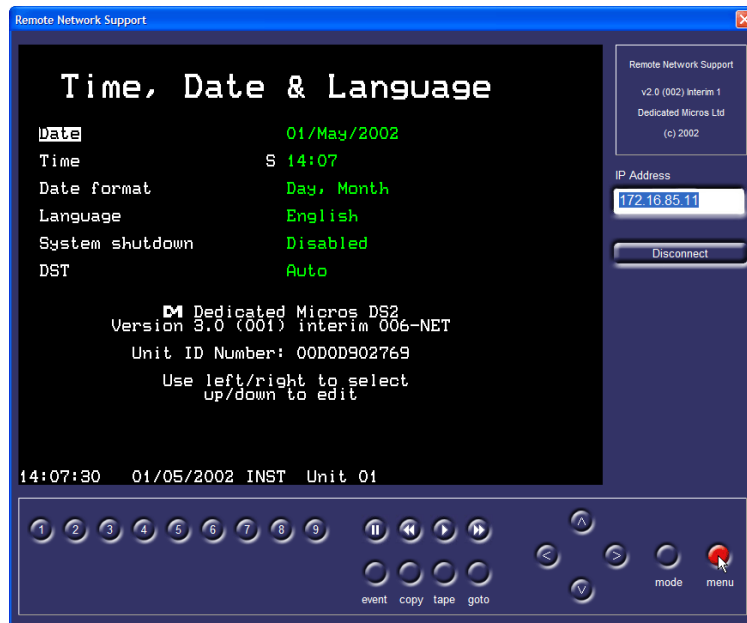 Remote Network Support
Time, Date & Language
Date 01/May/2002
Time S 14:07
Date format Day, Month
Language English
System shutdown Disabled
DST Auto
DM Dedicated Micros DS2
Version 3.0 (001) interim 006-NET
Unit ID Number: 00D0D902769
Use left/right to select
up/down to edit
14:07:30 01/05/2002 INST Unit 01
Remote Network Support
v2.0 (002) Interim 1
Dedicated Micros Ltd
(c) 2002
IP Address
172.16.85.11
Disconnect
1 2 3 4 5 6 7 8 9
event copy tape goto
mode menu